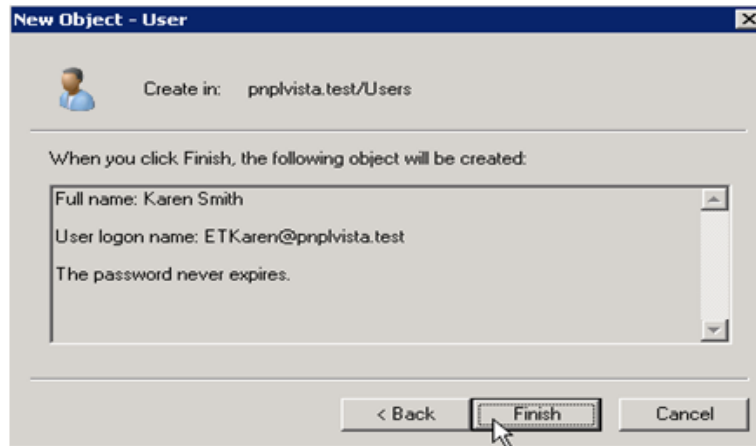 New Object - User
Create in: pnplvista.test/Users
When you click Finish, the following object will be created:
Full name: Karen Smith
User logon name: ETKaren@pnplvista.test
The password never expires.
< Back Finish Cancel